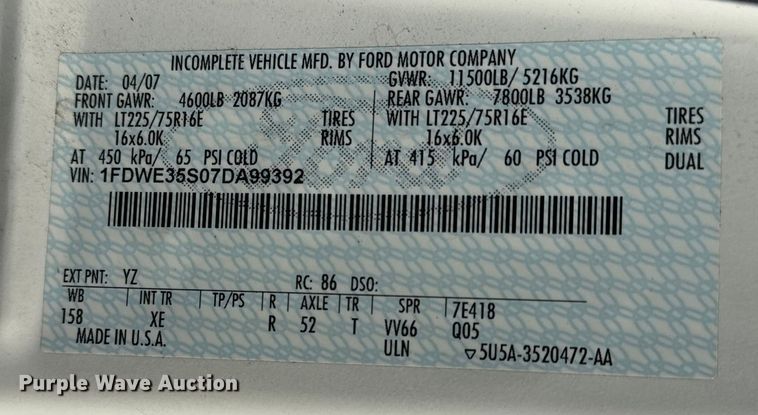 INCOMPLETE VEHICLE MFD. BY FORD MOTOR COMPANY
DATE: 04/07 GVWR: 11500LB/ 5216KG
FRONT GAWR: 4600LB 2087KG REAR GAWR: 7800LB 3538KG
WITH LT225/75R16E TIRES WITH LT225/75R16E TIRES
16x6.0K RIMS 16x6.0K RIMS
AT 450 kPa/ 65 PSI COLD AT 415 kPa/ 60 PSI COLD DUAL
VIN: 1FDWE35S07DA99392
EXT PNT: YZ RC: 86 DSO:
WB INT TR TP/PS R AXLE TR SPR 7E418
158 XE R 52 T VV66 Q05
MADE IN U.S.A. ULN ▽5U5A-3520472-AA
Purple Wave Auction